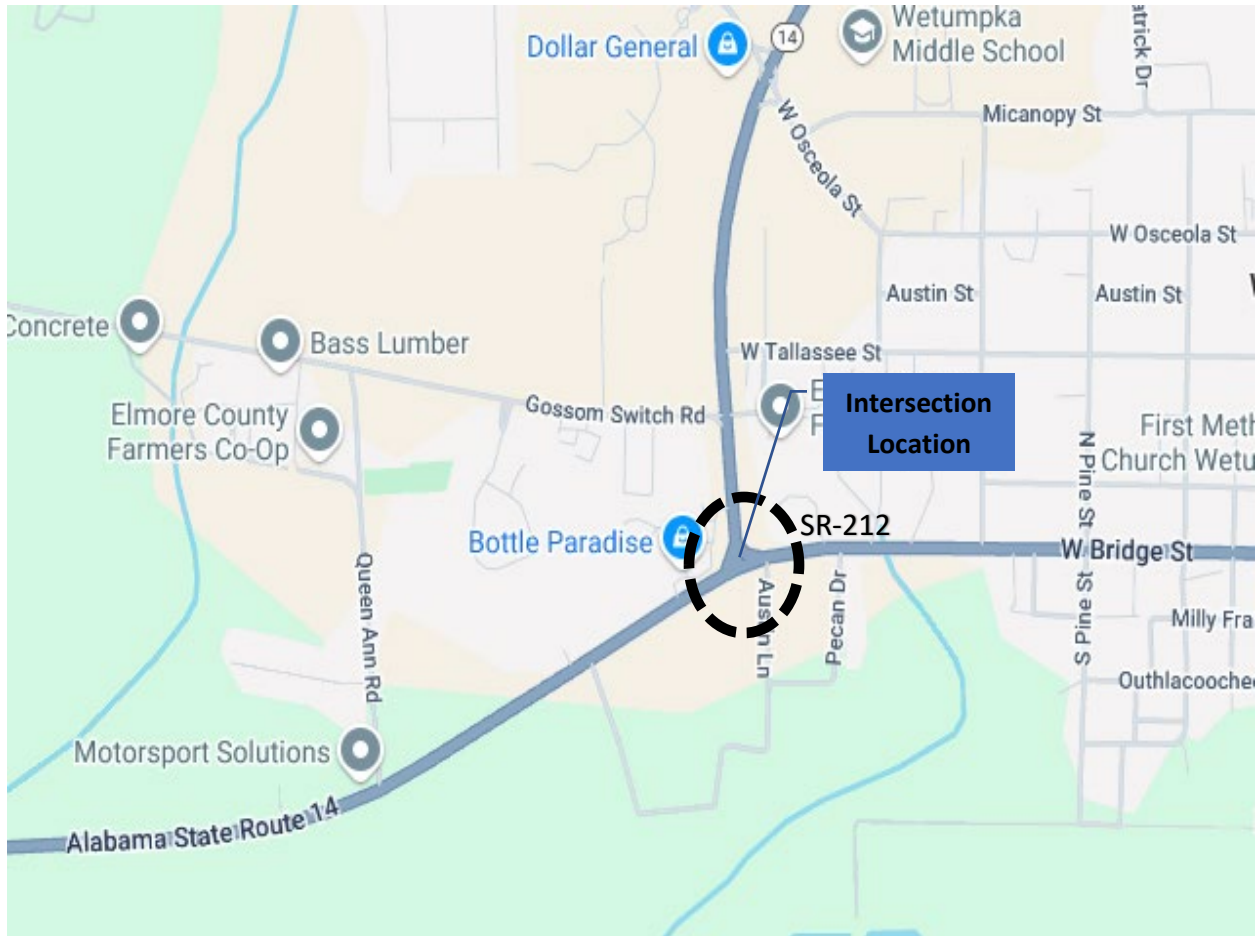 Wetumpka
Middle School
Dollar General
14
Micanopy St
W Osceola St
W Osceola St
Austin St
Austin St
Concrete
Bass Lumber
W Tallassee St
Elmore County
Farmers Co-Op
Gossom Switch Rd
Intersection
Location
First Meth
Church Wetu
N Pine St
Bottle Paradise
SR-212
W Bridge St
Queen Ann Rd
Austin Ln
Pecan Dr
S Pine St
Milly Fra
Outhlacoochee
Motorsport Solutions
Alabama State Route 14